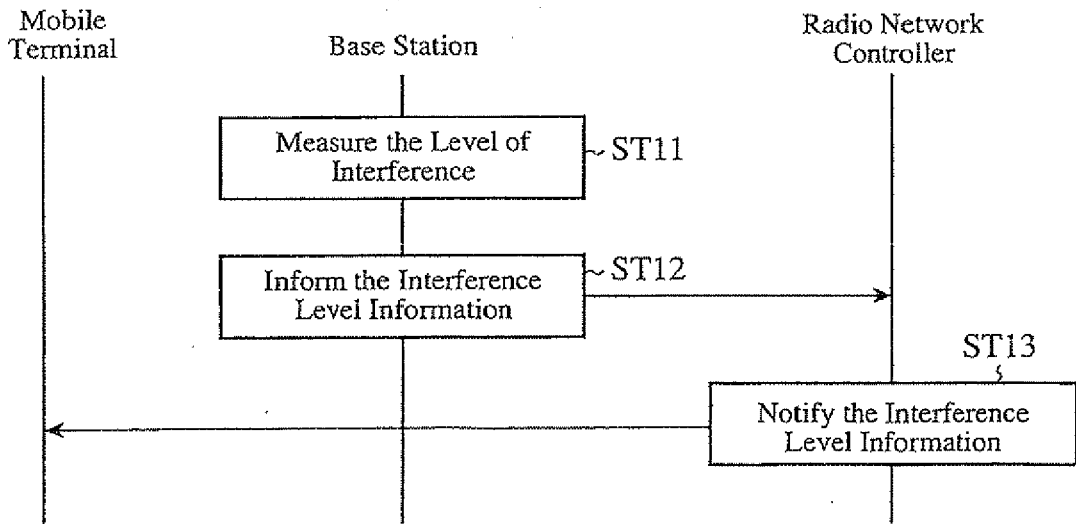 Mobile
Terminal
Base Station
Radio Network
Controller
Measure the Level of
Interference
ST11
Inform the Interference
Level Information
ST12
ST13
Notify the Interference
Level Information